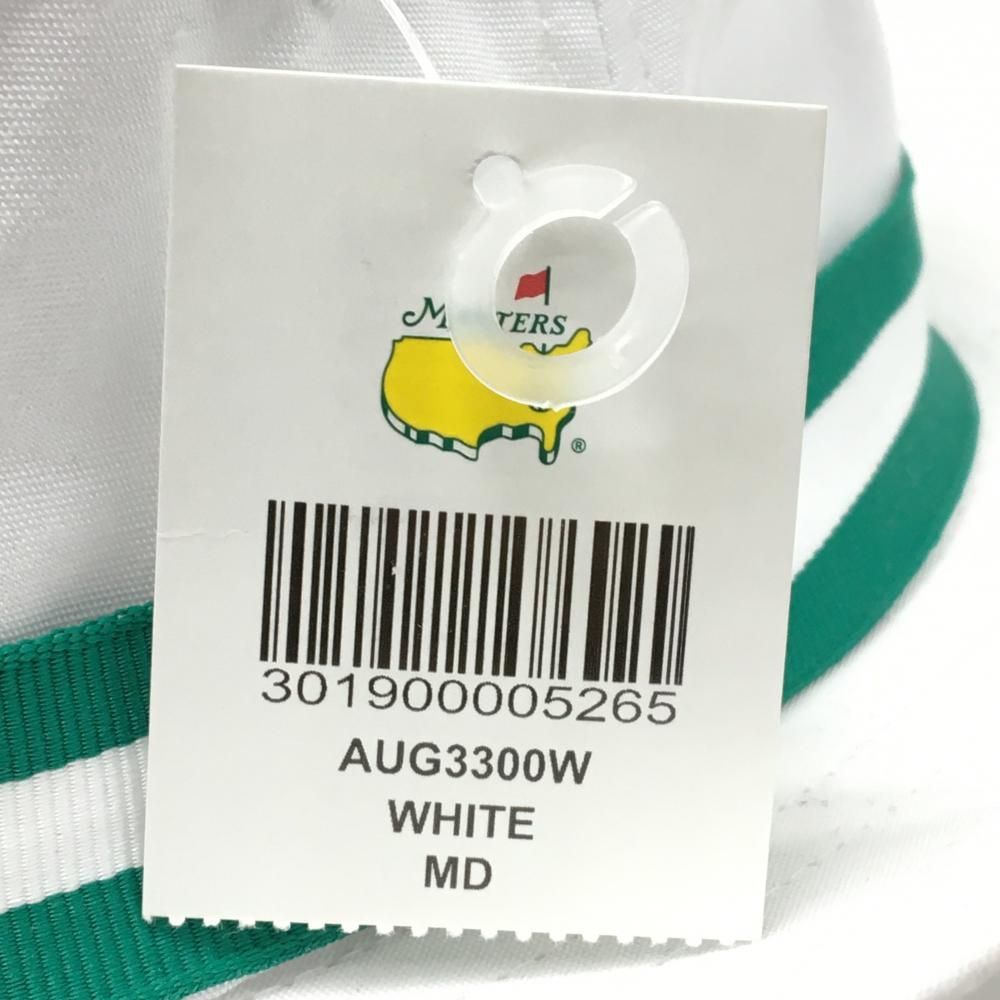 MASTERS
®
301900005265
AUG3300W
WHITE
MD